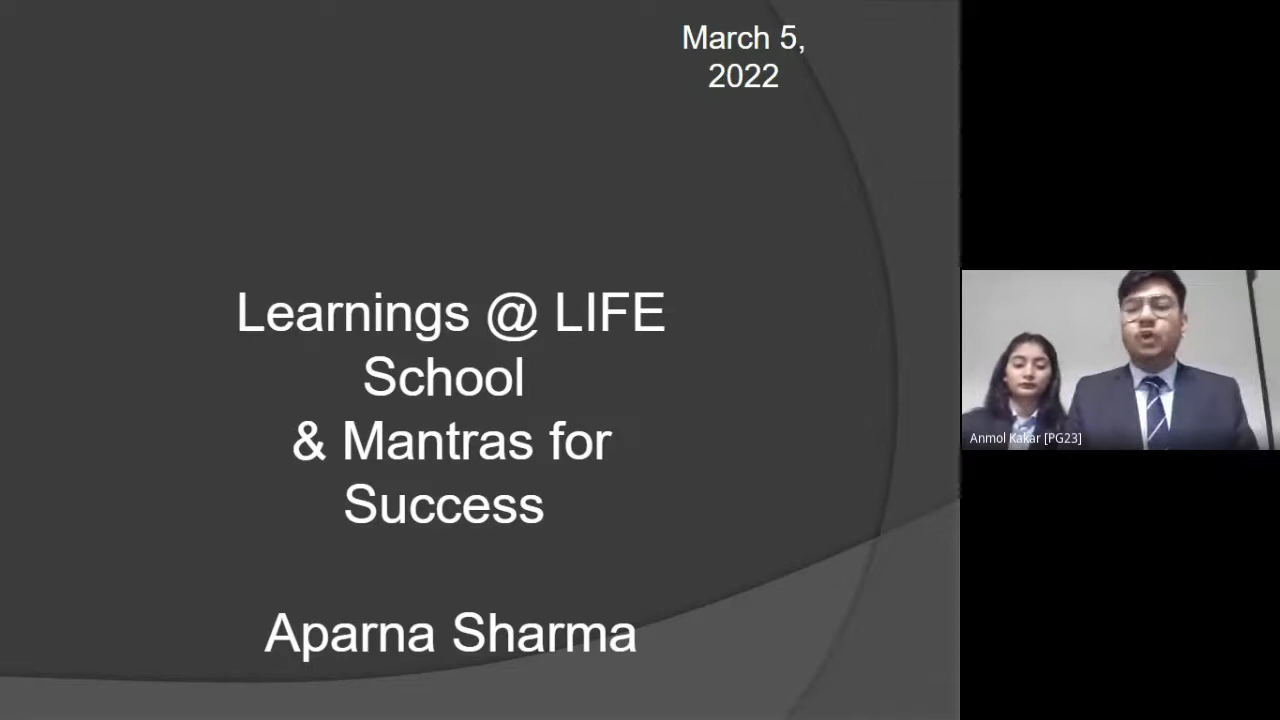 March 5,
2022
Learnings @ LIFE
School
& Mantras for
Success
Aparna Sharma
Anmol Kakar [PG23]